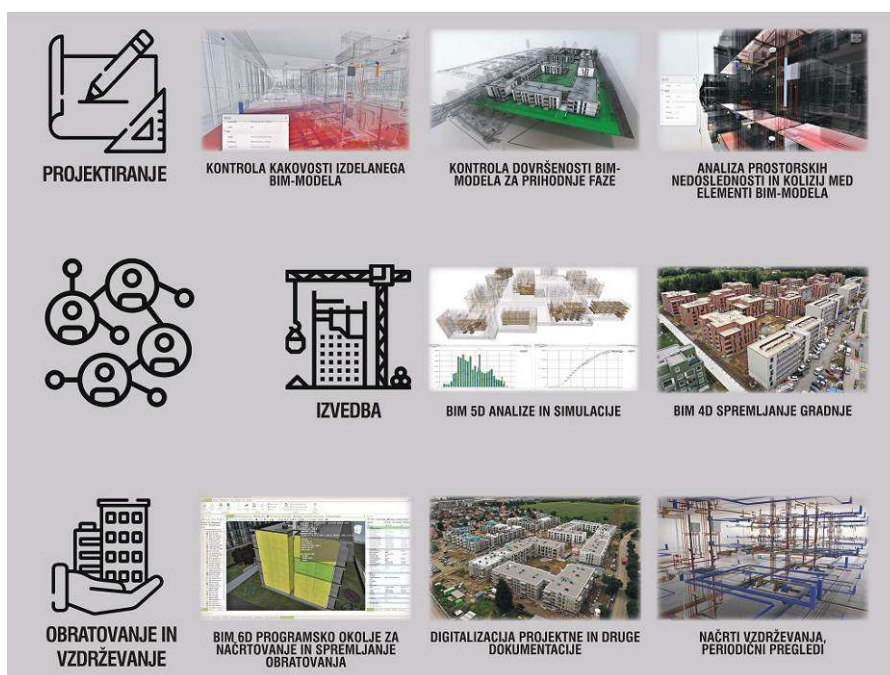 PROJEKTIRANJE
KONTROLA KAKOVOSTI IZDELANEGA
BIM-MODELA
KONTROLA DOVRŠENOSTI BIM-
MODELA ZA PRIHODNJE FAZE
ANALIZA PROSTORSKIH
NEDOSLEDNOSTI IN KOLIZIJ MED
ELEMENTI BIM-MODELA
IZVEDBA
BIM 5D ANALIZE IN SIMULACIJE
BIM 4D SPREMLJANJE GRADNJE
OBRATOVANJE IN
VZDRŽEVANJE
BIM 6D PROGRAMSKO OKOLJE ZA
NAČRTOVANJE IN SPREMLJANJE
OBRATOVANJA
DIGITALIZACIJA PROJEKTNE IN DRUGE
DOKUMENTACIJE
NAČRTI VZDRŽEVANJA,
PERIODIČNI PREGLEDI